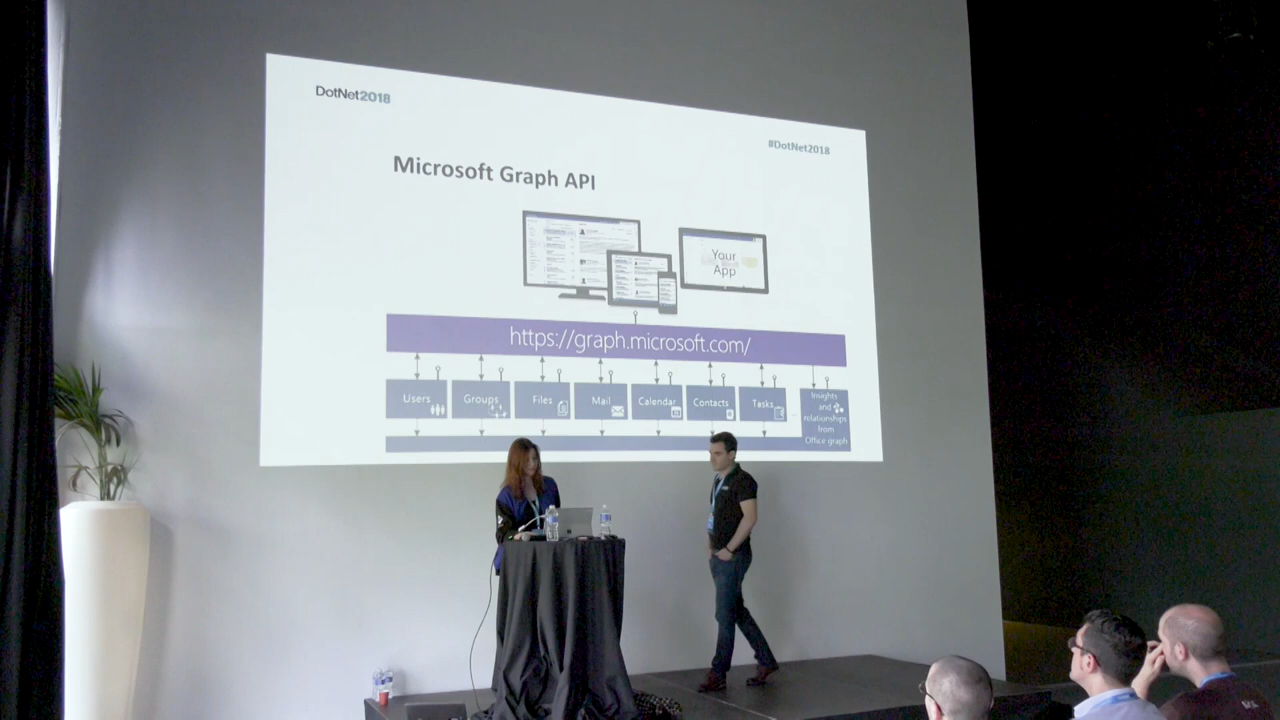 DotNet2018
#DotNet2018
Microsoft Graph API
Your
App
https://graph.microsoft.com/
Users
Groups
Files
Mail
Calendar
Contacts
Tasks
Insights
and
relationships
from
Office graph